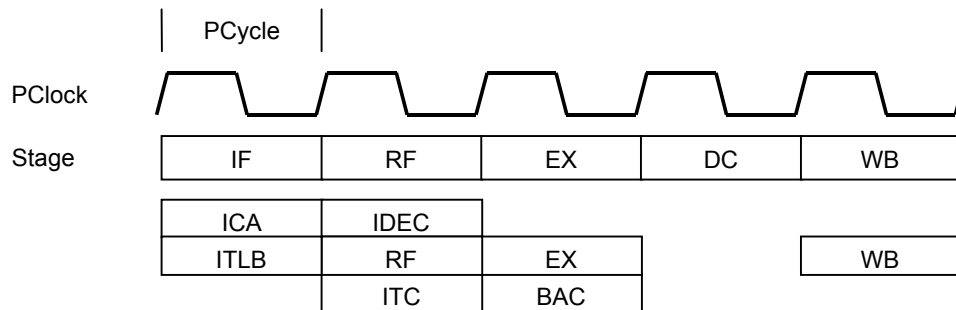 PCycle
PClock
Stage IF RF EX DC WB
ICA IDEC
ITLB RF EX WB
ITC BAC